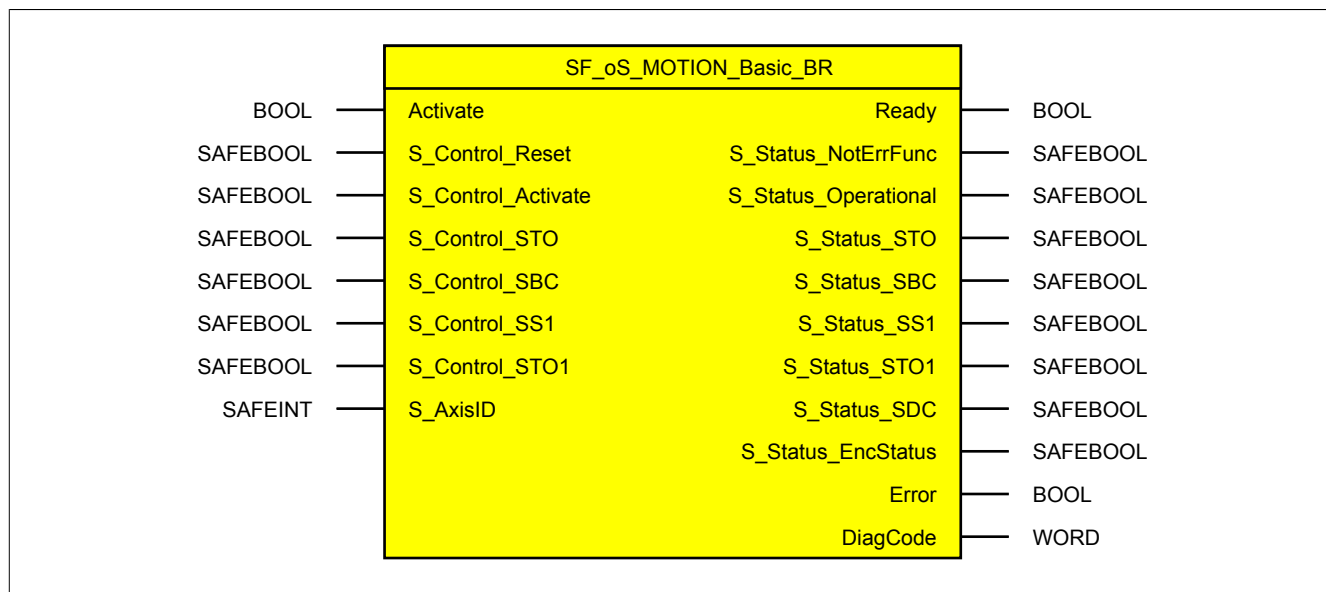 SF_oS_MOTION_Basic_BR
BOOL Activate Ready BOOL
SAFEBOOL S_Control_Reset S_Status_NotErrFunc SAFEBOOL
SAFEBOOL S_Control_Activate S_Status_Operational SAFEBOOL
SAFEBOOL S_Control_STO S_Status_STO SAFEBOOL
SAFEBOOL S_Control_SBC S_Status_SBC SAFEBOOL
SAFEBOOL S_Control_SS1 S_Status_SS1 SAFEBOOL
SAFEBOOL S_Control_STO1 S_Status_STO1 SAFEBOOL
SAFEINT S_AxisID S_Status_SDC SAFEBOOL
S_Status_EncStatus SAFEBOOL
Error BOOL
DiagCode WORD